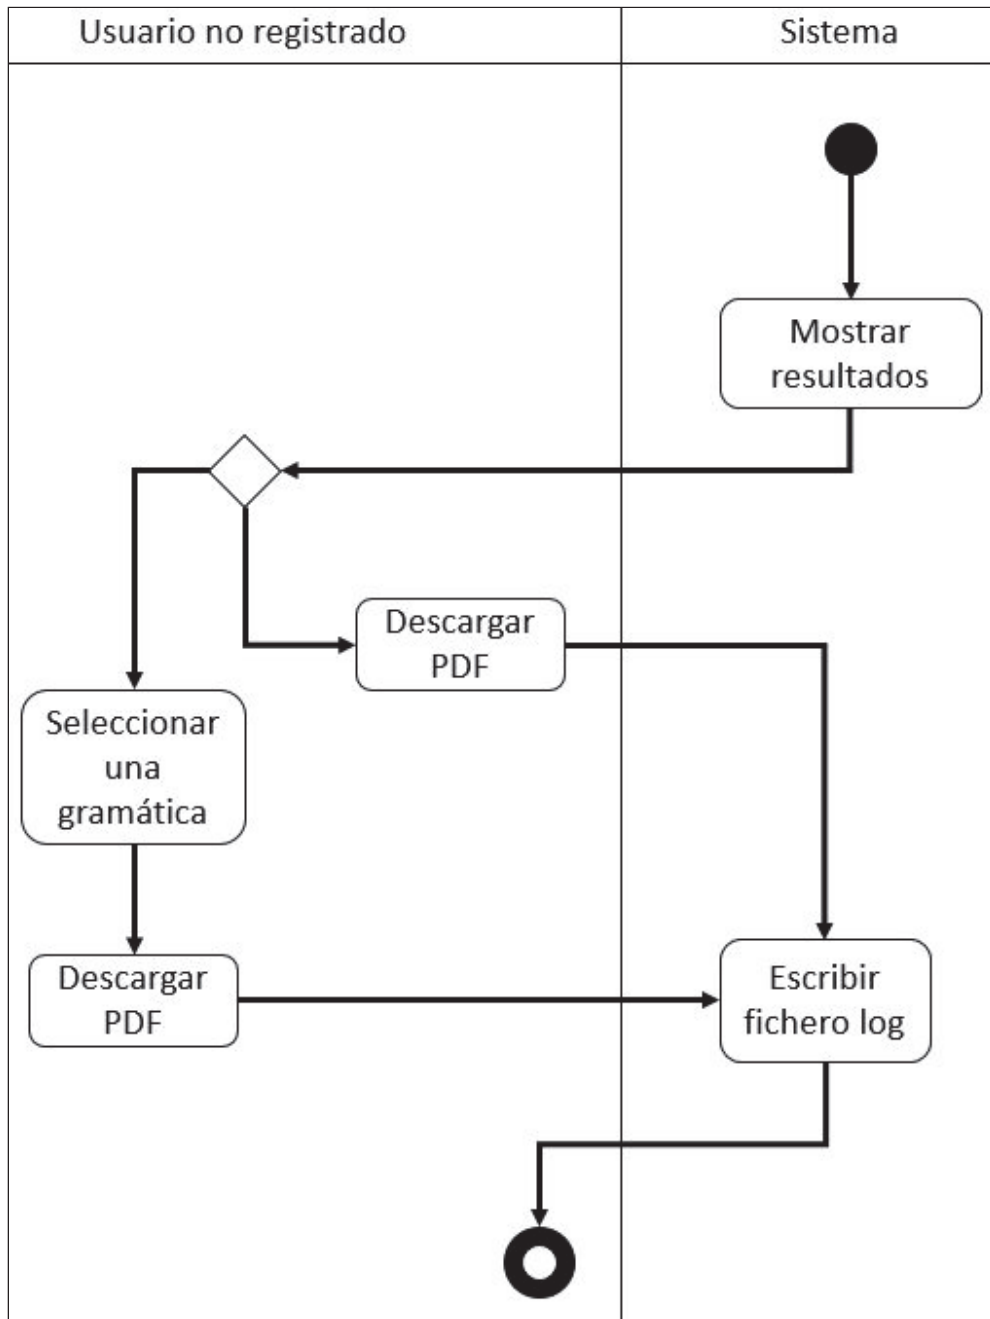 Usuario no registrado
Sistema
Mostrar
resultados
Descargar
PDF
Seleccionar
una
gramática
Descargar
PDF
Escribir
fichero log